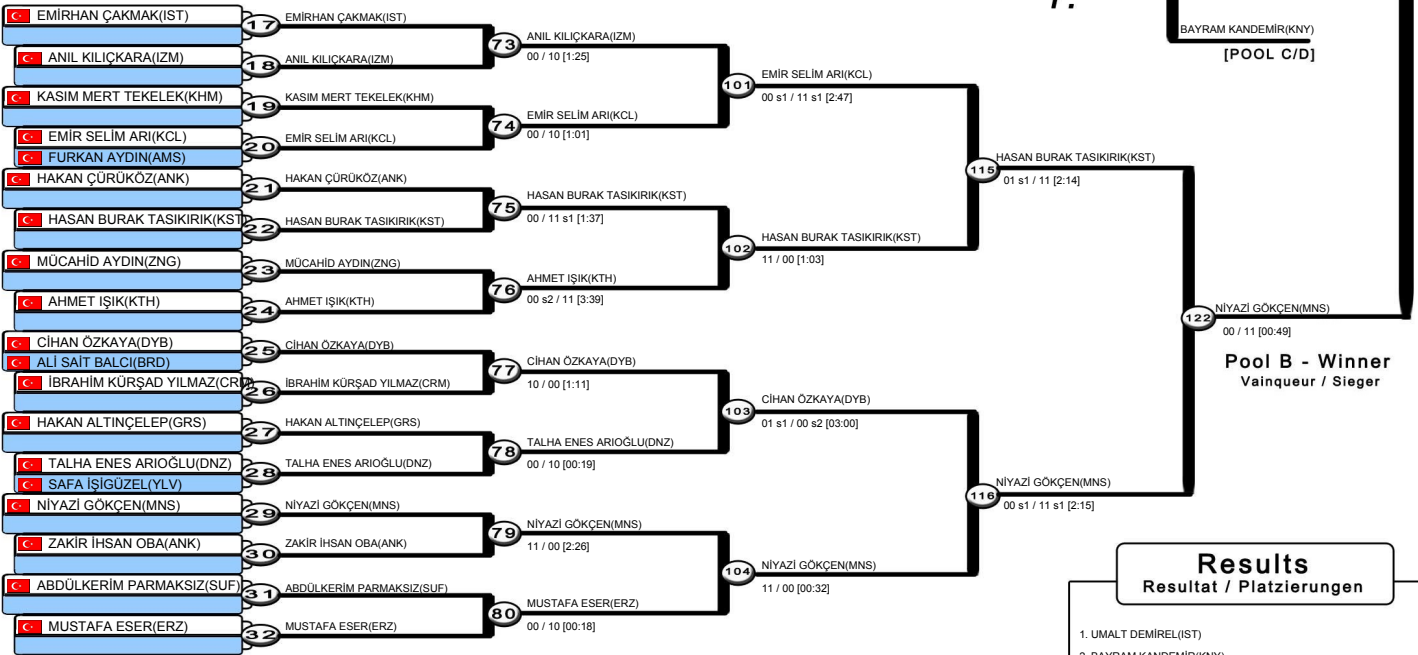 EMİRHAN ÇAKMAK(IST)
ANIL KILIÇKARA(IZM)
KASIM MERT TEKELEK(KHM)
EMİR SELİM ARI(KCL)
FURKAN AYDIN(AMS)
HAKAN ÇÜRÜKÖZ(ANK)
HASAN BURAK TASIKIRIK(KST)
MÜCAHİD AYDIN(ZNG)
AHMET IŞIK(KTH)
CİHAN ÖZKAYA(DYB)
ALİ SAİT BALCI(BRD)
İBRAHİM KÜRŞAD YILMAZ(CRM)
HAKAN ALTINÇELEP(GRS)
TALHA ENES ARIOĞLU(DNZ)
SAFA İŞİGÜZEL(YLV)
NİYAZİ GÖKÇEN(MNS)
ZAKİR İHSAN OBA(ANK)
ABDÜLKERİM PARMAKSIZ(SUF)
MUSTAFA ESER(ERZ)
17 EMİRHAN ÇAKMAK(IST)
18 ANIL KILIÇKARA(IZM)
19 KASIM MERT TEKELEK(KHM)
20 EMİR SELİM ARI(KCL)
21 HAKAN ÇÜRÜKÖZ(ANK)
22 HASAN BURAK TASIKIRIK(KST)
23 MÜCAHİD AYDIN(ZNG)
24 AHMET IŞIK(KTH)
25 CİHAN ÖZKAYA(DYB)
26 İBRAHİM KÜRŞAD YILMAZ(CRM)
27 HAKAN ALTINÇELEP(GRS)
28 TALHA ENES ARIOĞLU(DNZ)
29 NİYAZİ GÖKÇEN(MNS)
30 ZAKİR İHSAN OBA(ANK)
31 ABDÜLKERİM PARMAKSIZ(SUF)
32 MUSTAFA ESER(ERZ)
73 ANIL KILIÇKARA(IZM)
00 / 10 [1:25]
74 EMİR SELİM ARI(KCL)
00 / 10 [1:01]
75 HASAN BURAK TASIKIRIK(KST)
00 / 11 s1 [1:37]
76 AHMET IŞIK(KTH)
00 s2 / 11 [3:39]
77 CİHAN ÖZKAYA(DYB)
10 / 00 [1:11]
78 TALHA ENES ARIOĞLU(DNZ)
00 / 10 [00:19]
79 NİYAZİ GÖKÇEN(MNS)
11 / 00 [2:26]
80 MUSTAFA ESER(ERZ)
00 / 10 [00:18]
101 EMİR SELİM ARI(KCL)
00 s1 / 11 s1 [2:47]
102 HASAN BURAK TASIKIRIK(KST)
11 / 00 [1:03]
103 CİHAN ÖZKAYA(DYB)
01 s1 / 00 s2 [03:00]
104 NİYAZİ GÖKÇEN(MNS)
11 / 00 [00:32]
115 HASAN BURAK TASIKIRIK(KST)
01 s1 / 11 [2:14]
116 NİYAZİ GÖKÇEN(MNS)
00 s1 / 11 s1 [2:15]
122 NİYAZİ GÖKÇEN(MNS)
00 / 11 [00:49]
Pool B - Winner
Vainqueur / Sieger
BAYRAM KANDEMİR(KNY)
[POOL C/D]
Results
Resultat / Platzierungen
1. UMALT DEMİREL(IST)
2. BAYRAM KANDEMİR(KNY)